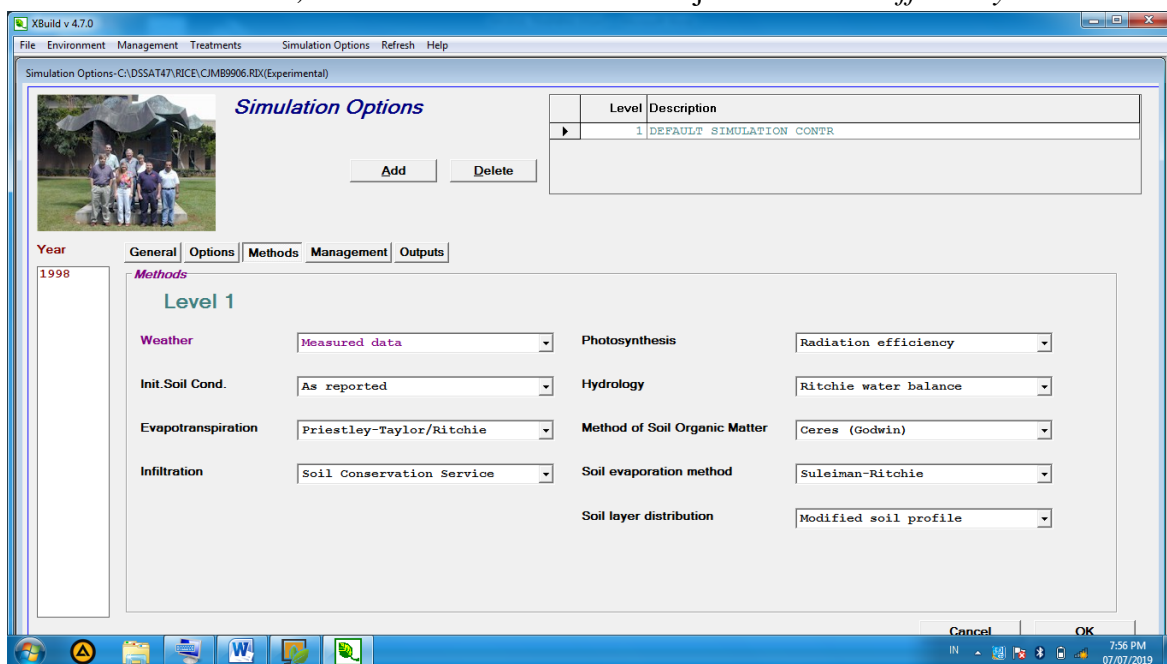 XBuild v 4.7.0
File Environment Management Treatments Simulation Options Refresh Help
Simulation Options-C:\DSSAT47\RICE\CJMB9906.RIX(Experimental)
Simulation Options
Level Description
1 DEFAULT SIMULATION CONTR
Add Delete
Year
General Options Methods Management Outputs
1998
Methods
Level 1
Weather Measured data Photosynthesis Radiation efficiency
Init.Soil Cond. As reported Hydrology Ritchie water balance
Evapotranspiration Priestley-Taylor/Ritchie Method of Soil Organic Matter Ceres (Godwin)
Infiltration Soil Conservation Service Soil evaporation method Suleiman-Ritchie
Soil layer distribution Modified soil profile
Cancel OK
IN 7:56 PM
07/07/2019